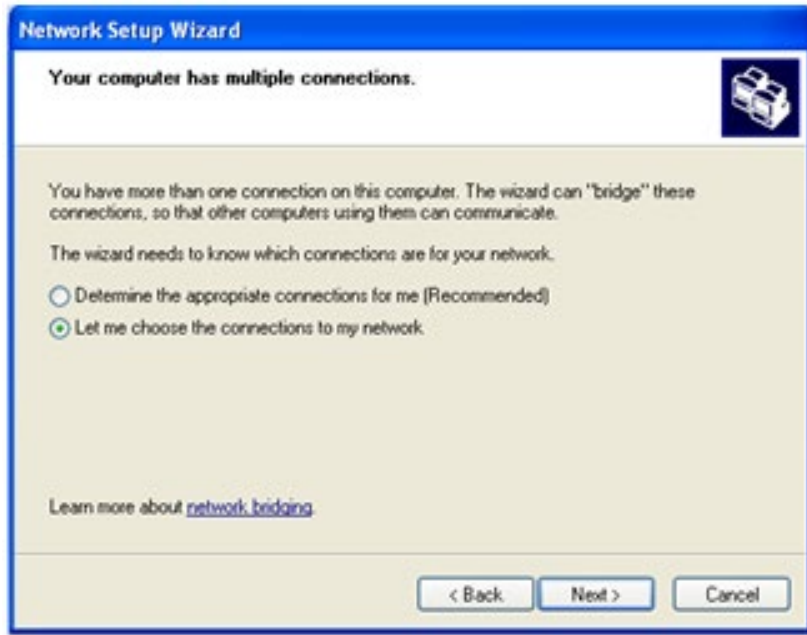 Network Setup Wizard
Your computer has multiple connections.
You have more than one connection on this computer. The wizard can "bridge" these
connections, so that other computers using them can communicate.
The wizard needs to know which connections are for your network.
Determine the appropriate connections for me (Recommended)
Let me choose the connections to my network
Learn more about network bridging.
< Back Next > Cancel